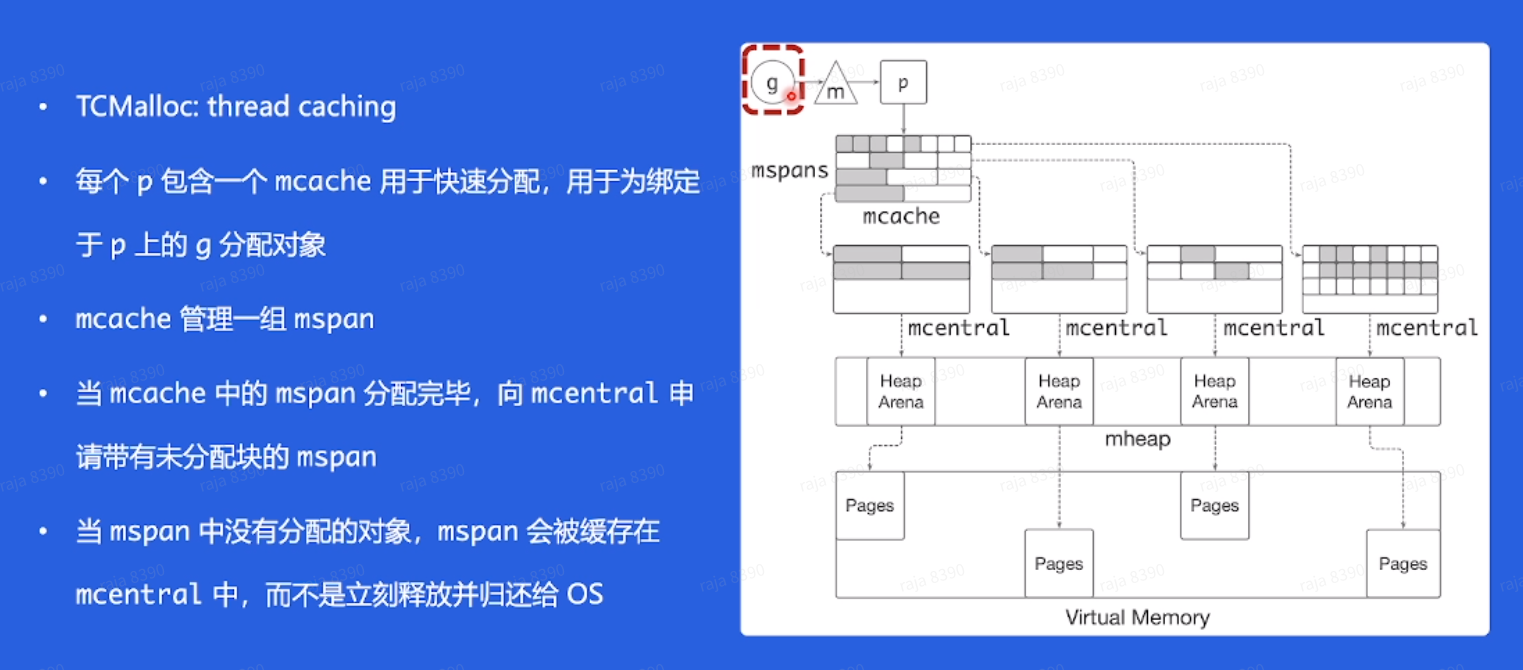 TCMalloc: thread caching
每个 p 包含一个 mcache 用于快速分配，用于为绑定
于 p 上的 g 分配对象
mcache 管理一组 mspan
当 mcache 中的 mspan 分配完毕，向 mcentral 申
请带有未分配块的 mspan
当 mspan 中没有分配的对象，mspan 会被缓存在
mcentral 中，而不是立刻释放并归还给 OS
g
m
p
mspans
mcache
mcentral
mcentral
mcentral
mcentral
Heap
Arena
Heap
Arena
Heap
Arena
Heap
Arena
mheap
Pages
Pages
Pages
Pages
Virtual Memory
raja 8390